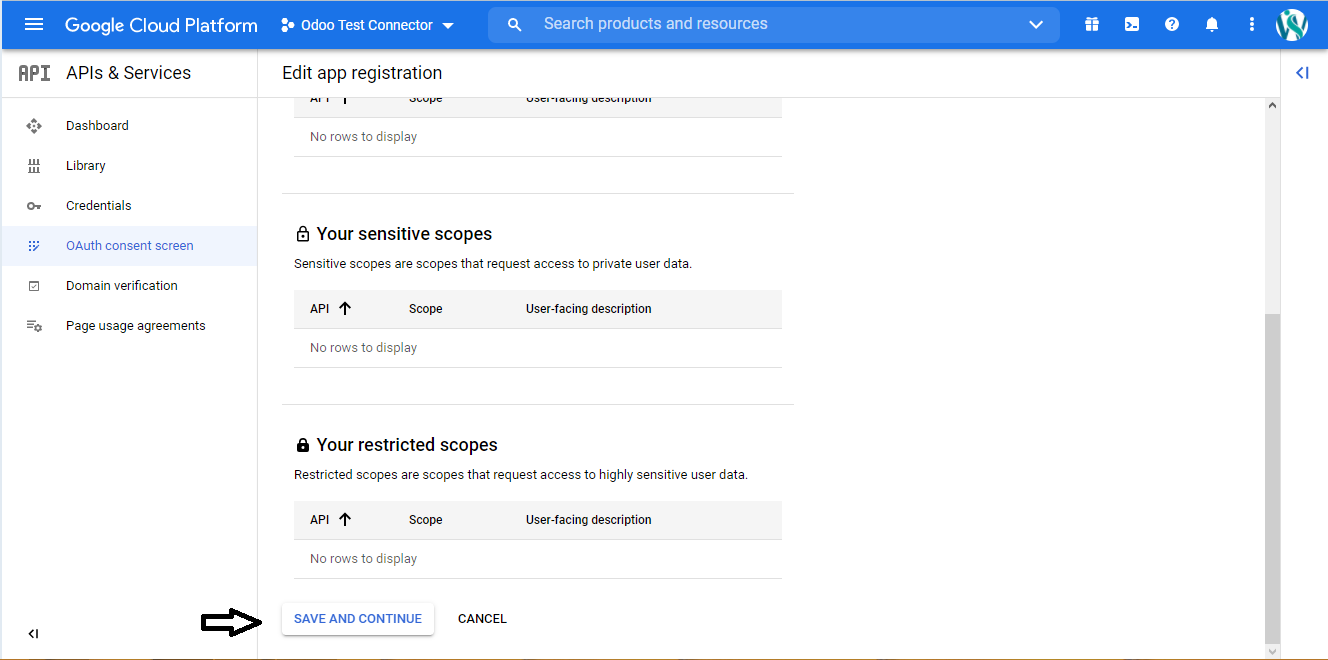 Google Cloud Platform
Odoo Test Connector
Search products and resources
API APIs & Services
Edit app registration
Dashboard
Library
Credentials
OAuth consent screen
Domain verification
Page usage agreements
API Scope User-facing description
No rows to display
Your sensitive scopes
Sensitive scopes are scopes that request access to private user data.
API Scope User-facing description
No rows to display
Your restricted scopes
Restricted scopes are scopes that request access to highly sensitive user data.
API Scope User-facing description
No rows to display
SAVE AND CONTINUE CANCEL